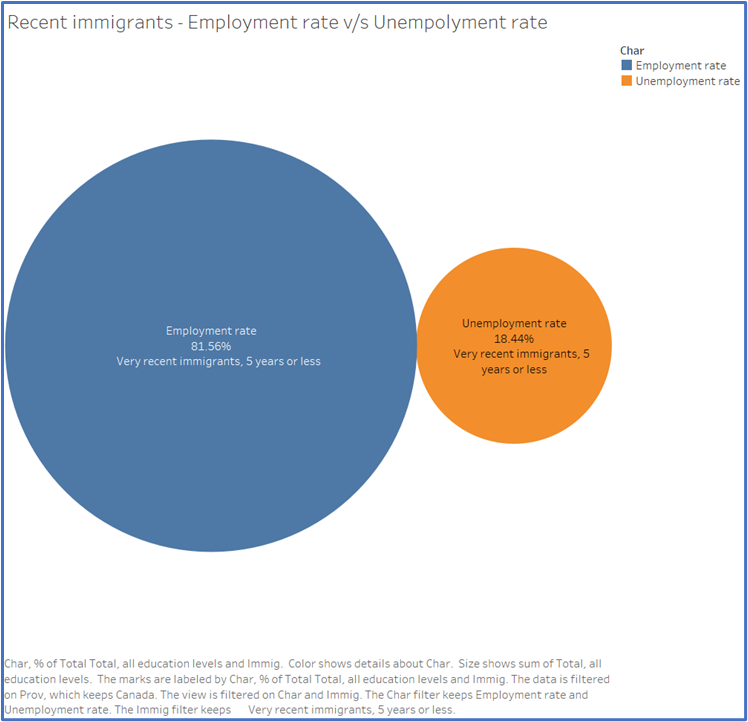 Recent immigrants - Employment rate v/s Unempolyment rate
Char
Employment rate
Unemployment rate
Employment rate
81.56%
Very recent immigrants, 5 years or less
Unemployment rate
18.44%
Very recent immigrants, 5
years or less
Char, % of Total Total, all education levels and Immig. Color shows details about Char. Size shows sum of Total, all
education levels. The marks are labeled by Char, % of Total Total, all education levels and Immig. The data is filtered
on Prov, which keeps Canada. The view is filtered on Char and Immig. The Char filter keeps Employment rate and
Unemployment rate. The Immig filter keeps      Very recent immigrants, 5 years or less.